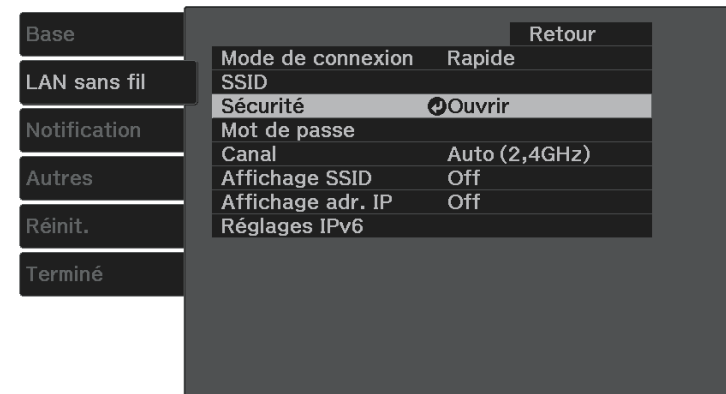 Base
LAN sans fil
Notification
Autres
Réinit.
Terminé
Retour
Mode de connexion Rapide
SSID
Sécurité Ouvrir
Mot de passe
Canal Auto (2,4GHz)
Affichage SSID Off
Affichage adr. IP Off
Réglages IPv6